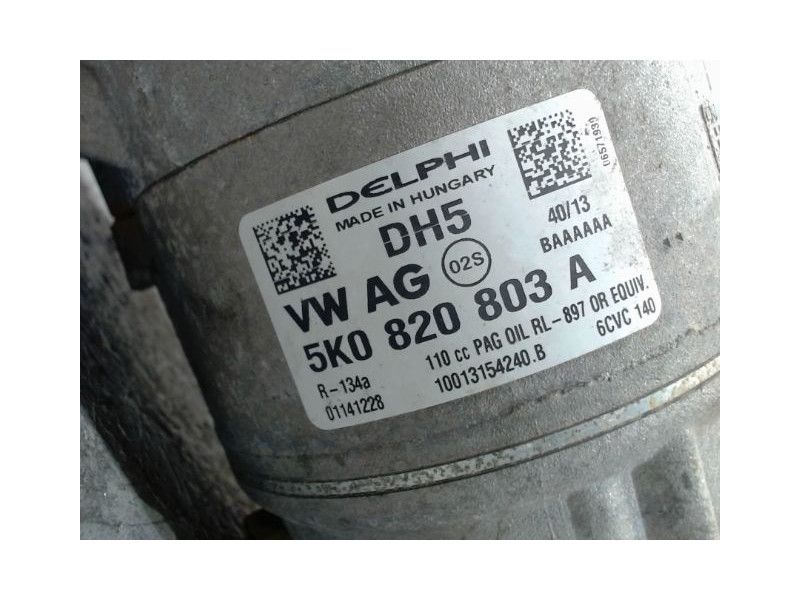 DELPHI
MADE IN HUNGARY
DH5
40/13
BAAAAAA
VW AG 02S
5K0 820 803 A
110 cc PAG OIL RL-897 OR EQUIV.
R-134a
10013154240.B
6CVC 140
01141228
06571939